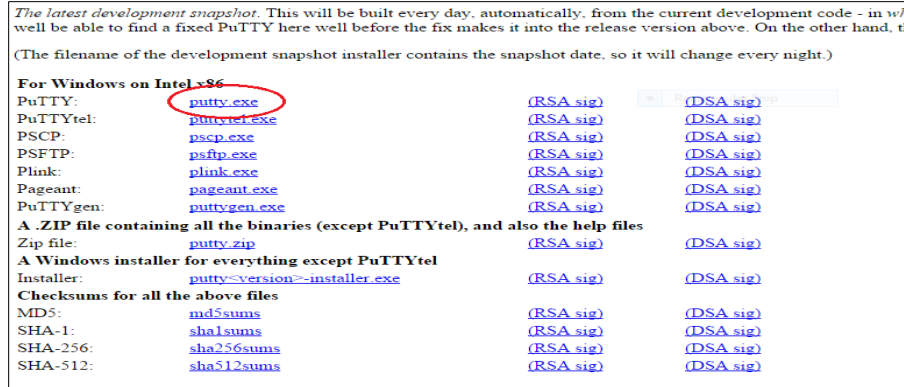 The latest development snapshot. This will be built every day, automatically, from the current development code - in
well be able to find a fixed PuTTY here well before the fix makes it into the release version above. On the other hand,
(The filename of the development snapshot installer contains the snapshot date, so it will change every night.)
For Windows on Intel x86
PuTTY: putty.exe (RSA sig) (DSA sig)
PuTTYtel: puttytel.exe (RSA sig) (DSA sig)
PSCP: pscp.exe (RSA sig) (DSA sig)
PSFTP: psftp.exe (RSA sig) (DSA sig)
Plink: plink.exe (RSA sig) (DSA sig)
Pageant: pageant.exe (RSA sig) (DSA sig)
PuTTYgen: puttygen.exe (RSA sig) (DSA sig)
A .ZIP file containing all the binaries (except PuTTYtel), and also the help files
Zip file: putty.zip (RSA sig) (DSA sig)
A Windows installer for everything except PuTTYtel
Installer: putty<version>-installer.exe (RSA sig) (DSA sig)
Checksums for all the above files
MD5: md5sums (RSA sig) (DSA sig)
SHA-1: sha1sums (RSA sig) (DSA sig)
SHA-256: sha256sums (RSA sig) (DSA sig)
SHA-512: sha512sums (RSA sig) (DSA sig)